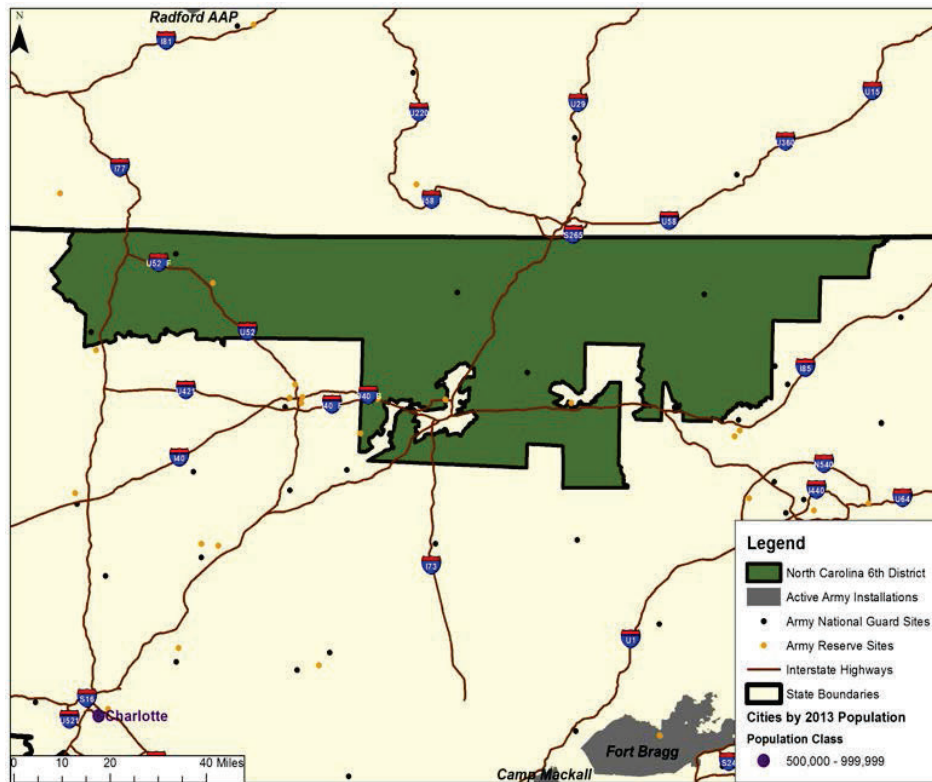 Radford AAP
N
I81
U220
U29
U15
U360
I77
U58
U58
S265
U52 F
U52
I85
U421
I40 F
I40 B
I40
N540
I440
U64
I73
U1
S16
U521
Charlotte
Fort Bragg
Camp Mackall
S24
0 10 20 40 Miles
Legend
North Carolina 6th District
Active Army Installations
Army National Guard Sites
Army Reserve Sites
Interstate Highways
State Boundaries
Cities by 2013 Population
Population Class
500,000 - 999,999